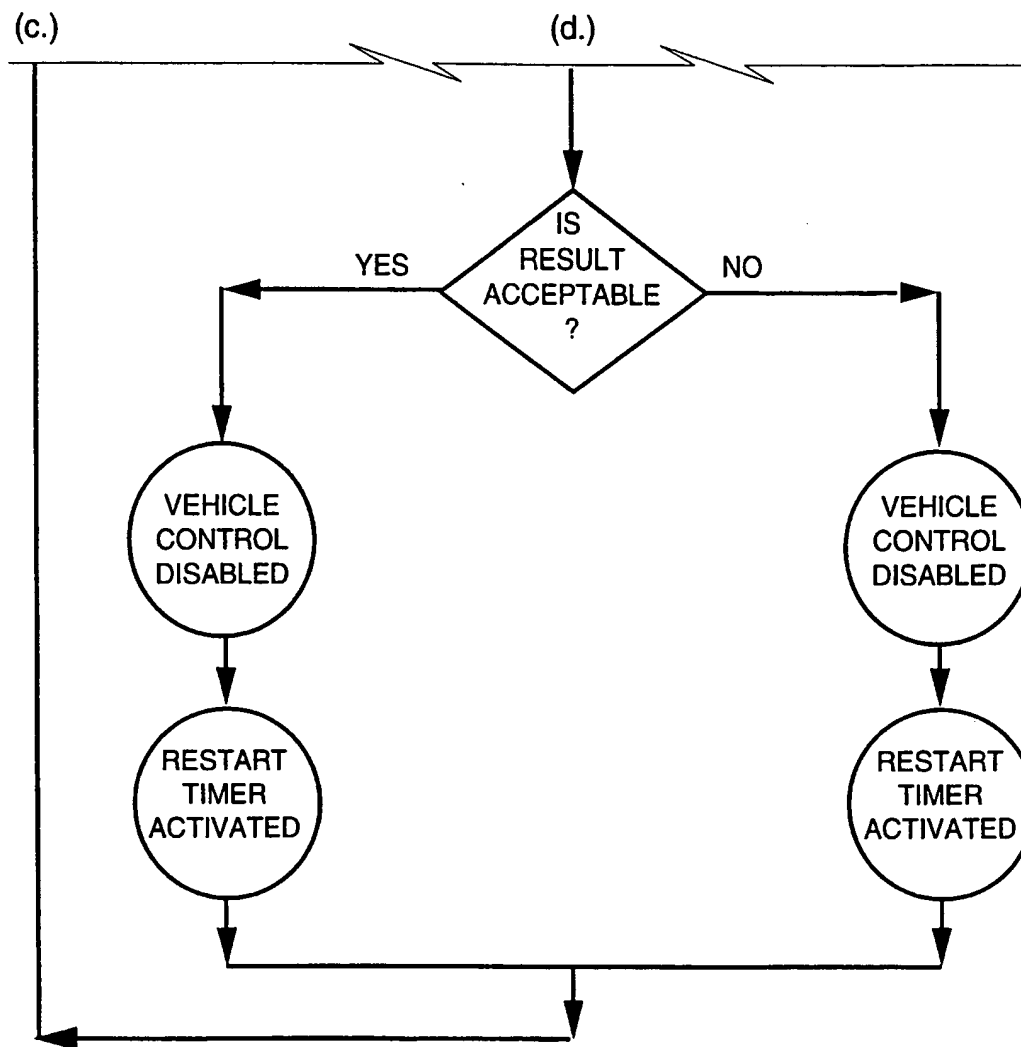 (c.)
(d.)
IS
RESULT
ACCEPTABLE
?
YES
NO
VEHICLE
CONTROL
DISABLED
VEHICLE
CONTROL
DISABLED
RESTART
TIMER
ACTIVATED
RESTART
TIMER
ACTIVATED